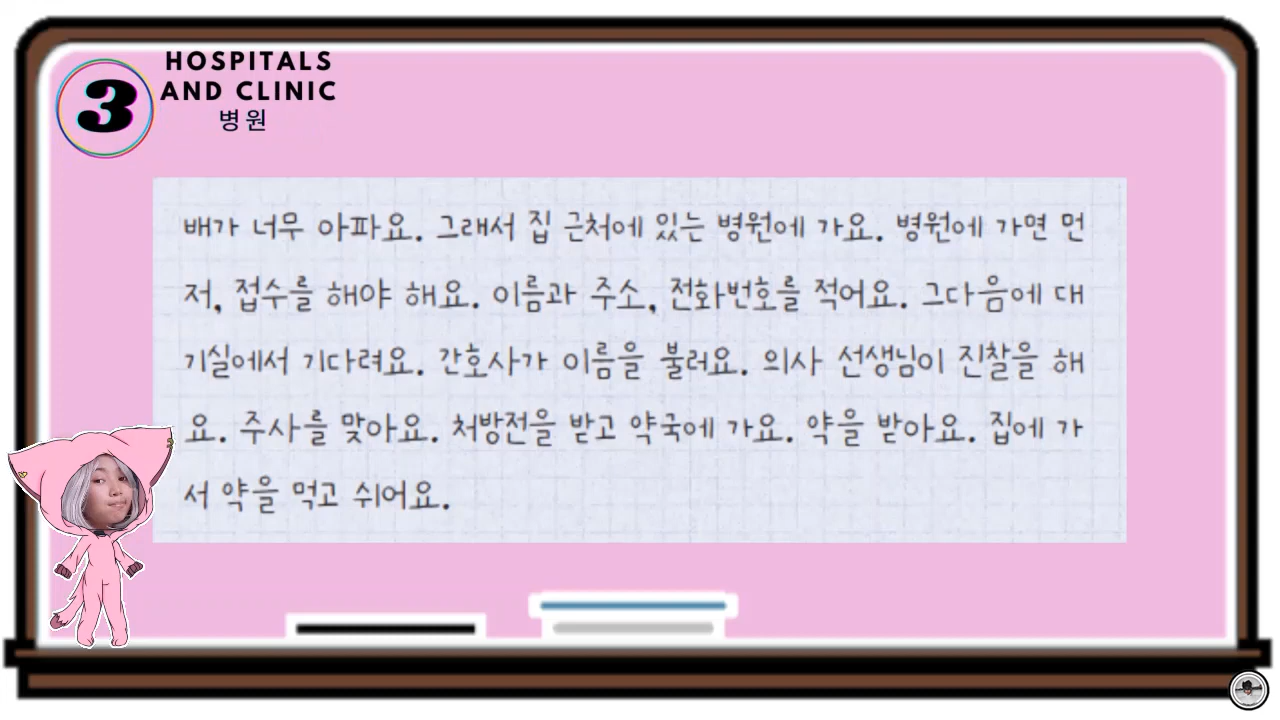 3
HOSPITALS
AND CLINIC
병원
배가 너무 아파요. 그래서 집 근처에 있는 병원에 가요. 병원에 가면 먼
저, 접수를 해야 해요. 이름과 주소, 전화번호를 적어요. 그다음에 대
기실에서 기다려요. 간호사가 이름을 불러요. 의사 선생님이 진찰을 해
요. 주사를 맞아요. 처방전을 받고 약국에 가요. 약을 받아요. 집에 가
서 약을 먹고 쉬어요.